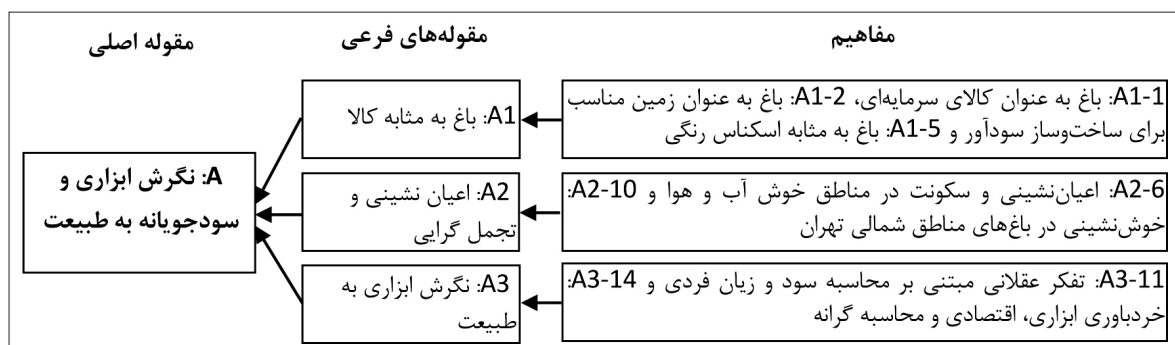 مفاهیم
مقوله‌های فرعی
مقوله اصلی
A1-1: باغ به عنوان کالای سرمایه‌ای، A1-2: باغ به عنوان زمین مناسب
برای ساخت‌وساز سودآور و A1-5: باغ به مثابه اسکناس رنگی
A1: باغ به مثابه کالا
A2-6: اعیان‌نشینی و سکونت در مناطق خوش آب و هوا و A2-10:
خوش‌نشینی در باغ‌های مناطق شمالی تهران
A2: اعیان نشینی و
تجمل گرایی
A3-11: تفکر عقلانی مبتنی بر محاسبه سود و زیان فردی و A3-14:
خردباوری ابزاری، اقتصادی و محاسبه گرانه
A3: نگرش ابزاری به
طبیعت
A: نگرش ابزاری و
سودجویانه به طبیعت